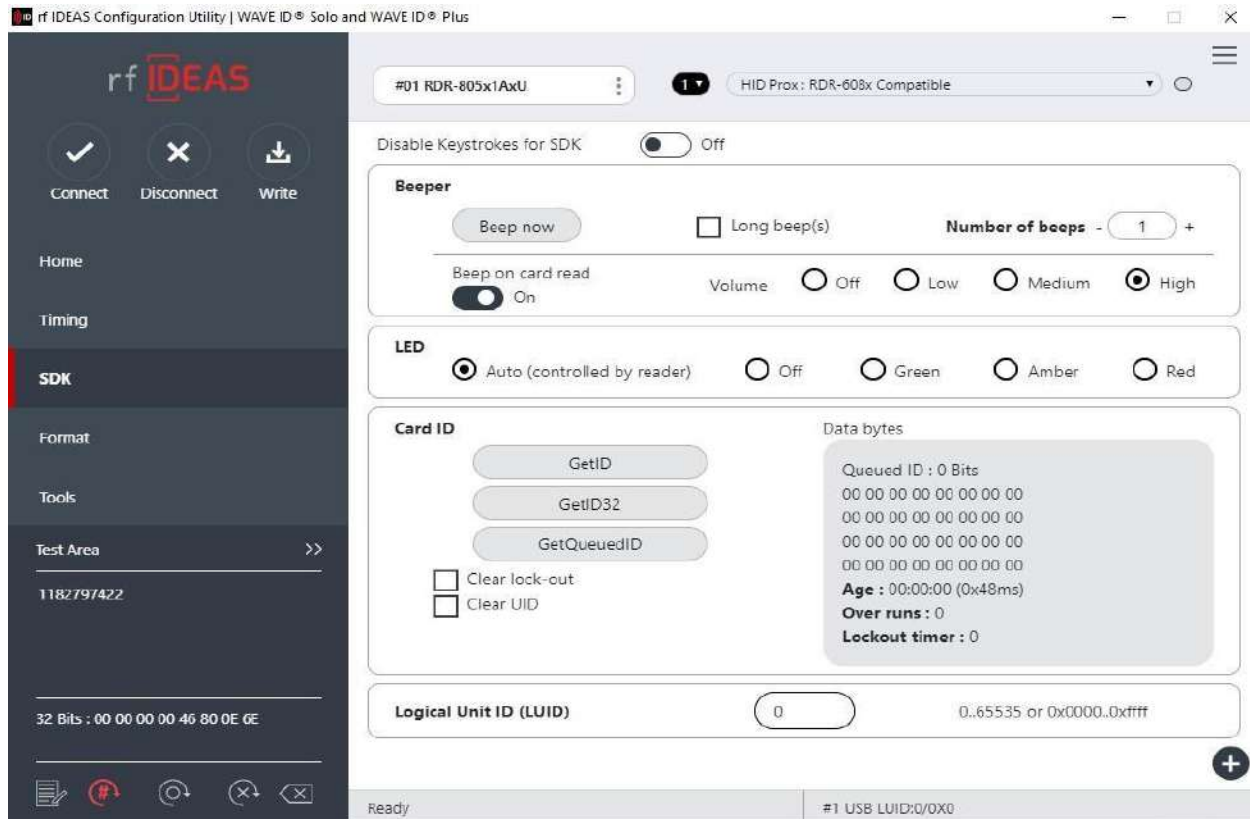 rf IDEAS Configuration Utility | WAVE ID® Solo and WAVE ID® Plus
rf IDEAS
Connect Disconnect Write
Home
Timing
SDK
Format
Tools
Test Area >>
1182797422
32 Bits : 00 00 00 00 46 80 0E 6E
#01 RDR-805x1AxU
1
HID Prox : RDR-608x Compatible
Disable Keystrokes for SDK Off
Beeper
Beep now Long beep(s) Number of beeps - 1 +
Beep on card read
On
Volume Off Low Medium High
LED
Auto (controlled by reader) Off Green Amber Red
Card ID
GetID
GetID32
GetQueuedID
Clear lock-out
Clear UID
Data bytes
Queued ID : 0 Bits
00 00 00 00 00 00 00 00
00 00 00 00 00 00 00 00
00 00 00 00 00 00 00 00
00 00 00 00 00 00 00 00
Age : 00:00:00 (0x48ms)
Over runs : 0
Lockout timer : 0
Logical Unit ID (LUID) 0 0..65535 or 0x0000..0xffff
Ready #1 USB LUID:0/0X0